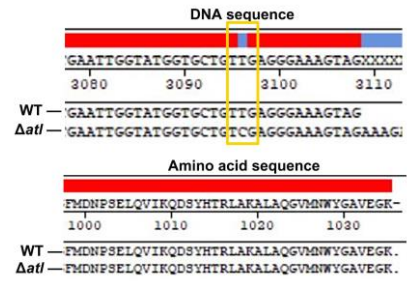 DNA sequence
'GAATTGGTATGGTGCTGTTGAGGGAAAGTAGXXXX
3080 3090 3100 3110
WT 'GAATTGGTATGGTGCTGTTGAGGGAAAGTAG
Δatl 'GAATTGGTATGGTGCTGTCGAGGGAAAGTAGAAAG
Amino acid sequence
FMDNPSELQVIKQDSYHTRLAKALAQGVMNWYGAVEGK-
1000 1010 1020 1030
WT FMDNPSELQVIKQDSYHTRLAKALAQGVMNWYGAVEGK.
Δatl FMDNPSELQVIKQDSYHTRLAKALAQGVMNWYGAVEGK.